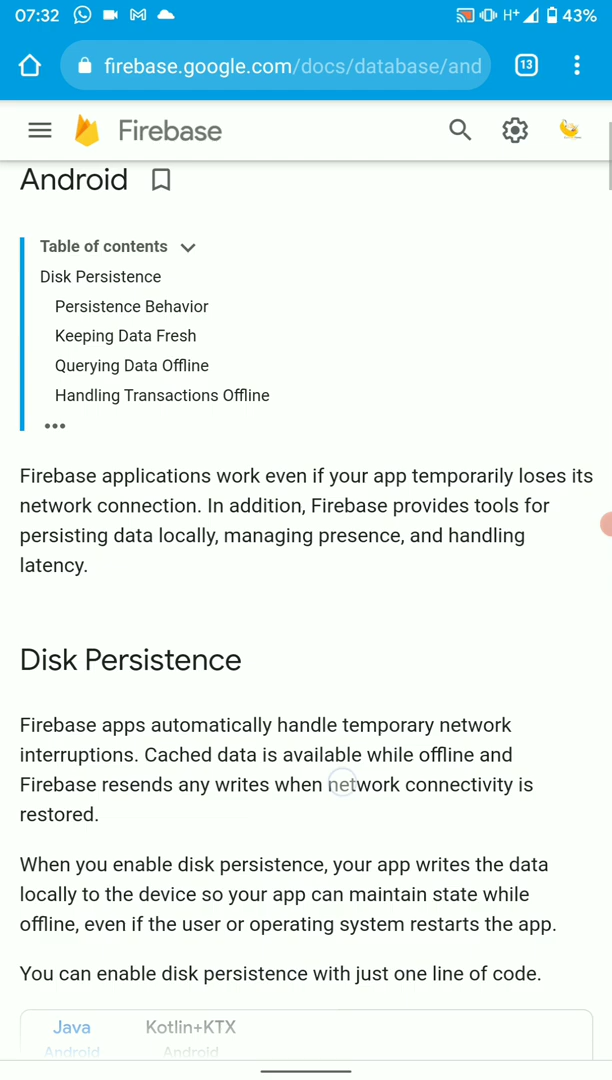 07:32 H+ 43%
firebase.google.com/docs/database/and 13
Firebase
Android
Table of contents
Disk Persistence
Persistence Behavior
Keeping Data Fresh
Querying Data Offline
Handling Transactions Offline
•••
Firebase applications work even if your app temporarily loses its
network connection. In addition, Firebase provides tools for
persisting data locally, managing presence, and handling
latency.
Disk Persistence
Firebase apps automatically handle temporary network
interruptions. Cached data is available while offline and
Firebase resends any writes when network connectivity is
restored.
When you enable disk persistence, your app writes the data
locally to the device so your app can maintain state while
offline, even if the user or operating system restarts the app.
You can enable disk persistence with just one line of code.
Java Kotlin+KTX
Android Android